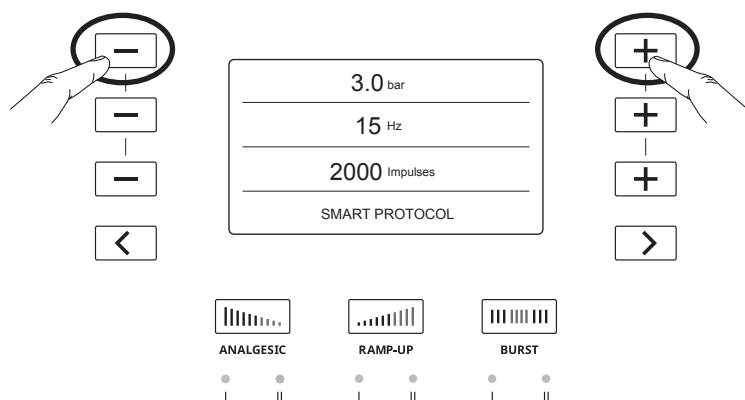 3.0 bar
15 Hz
2000 Impulses
SMART PROTOCOL
ANALGESIC RAMP-UP BURST
I II I II I II